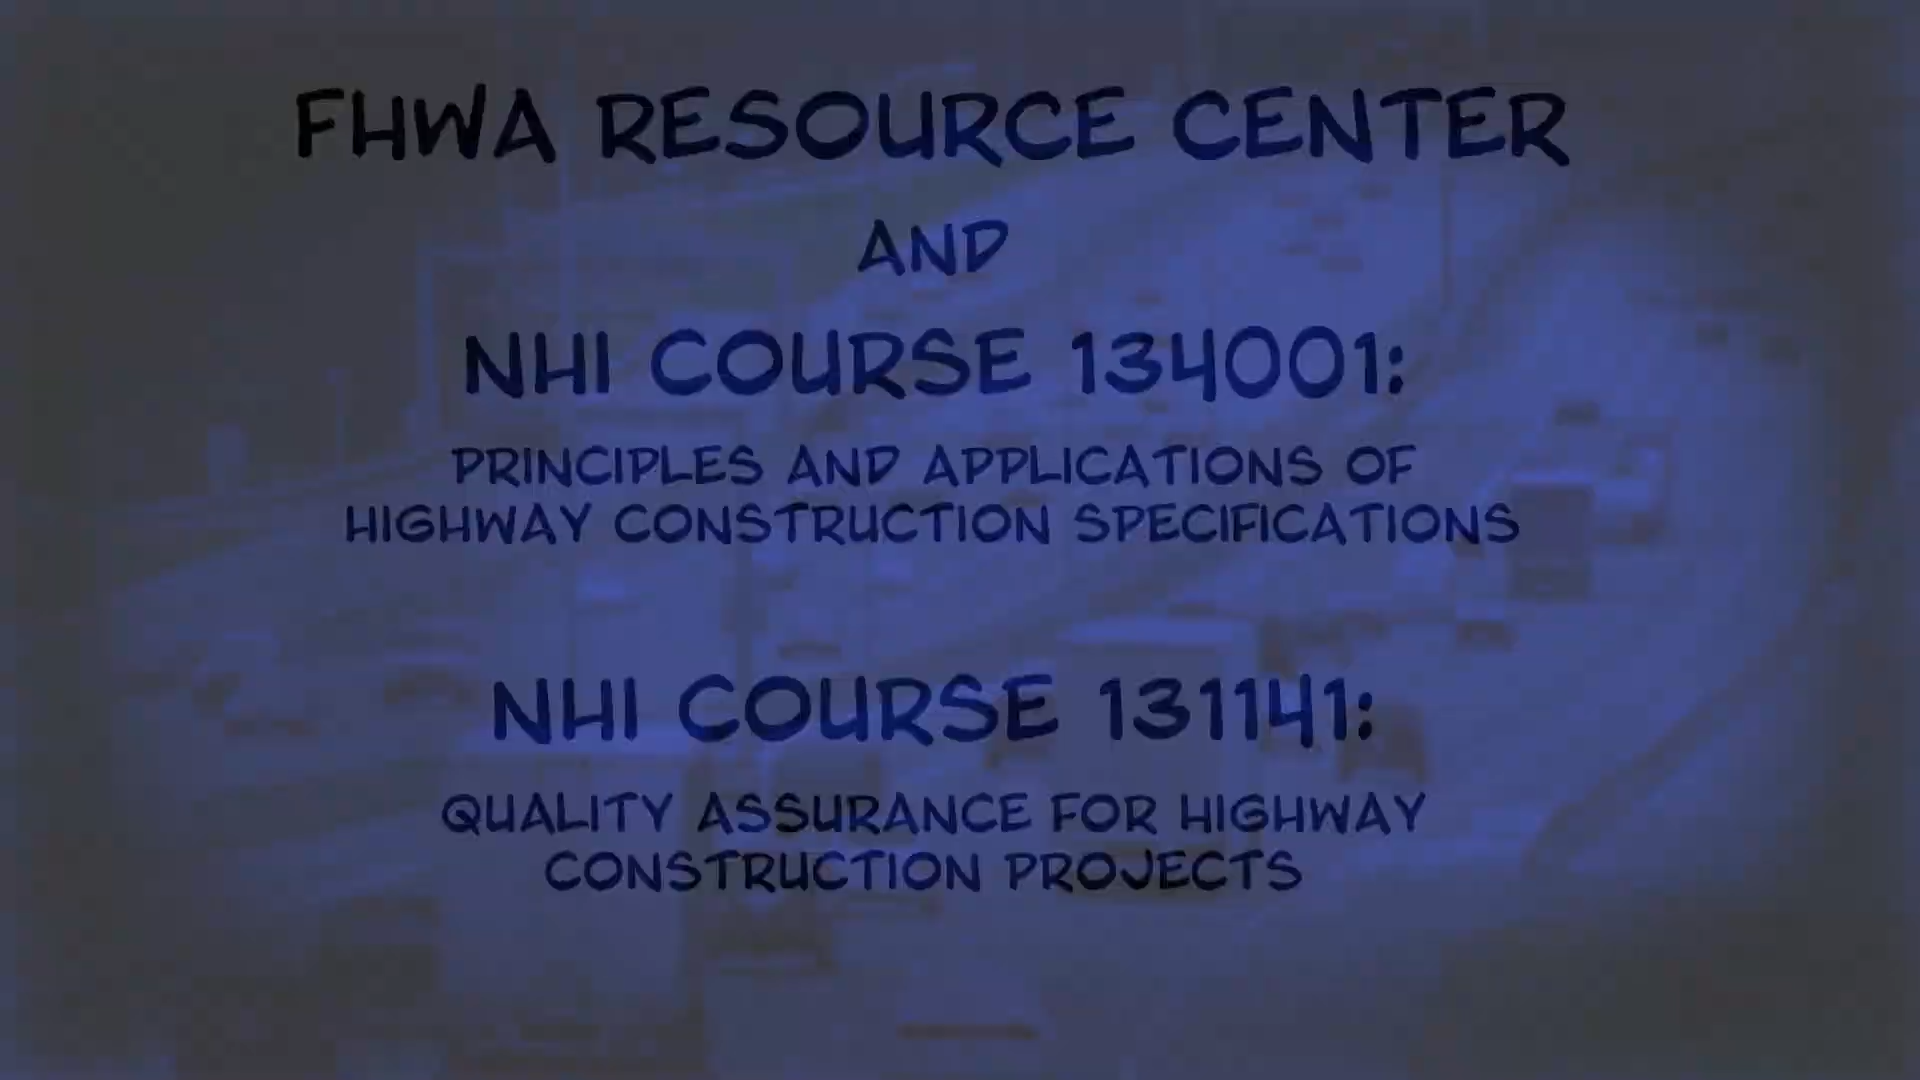 FHWA RESOURCE CENTER
AND
NHI COURSE 134001:
PRINCIPLES AND APPLICATIONS OF
HIGHWAY CONSTRUCTION SPECIFICATIONS
NHI COURSE 131141:
QUALITY ASSURANCE FOR HIGHWAY
CONSTRUCTION PROJECTS